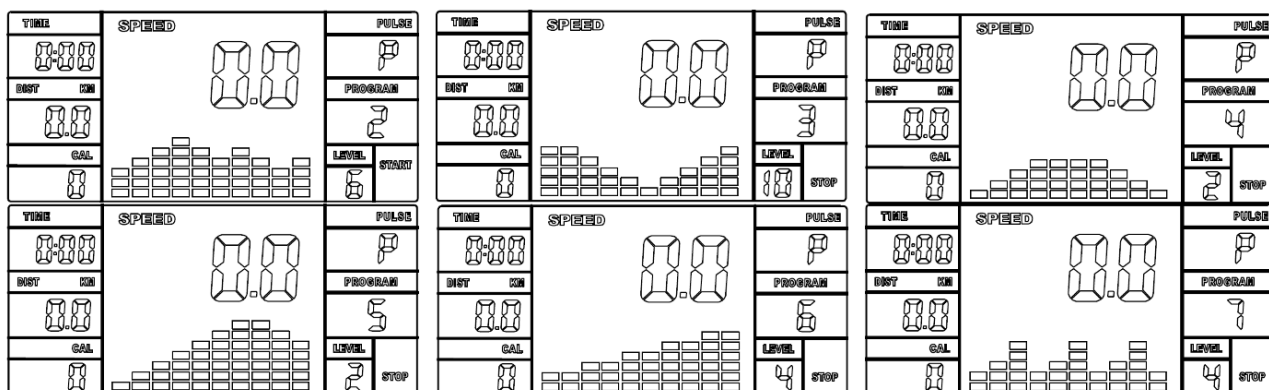 TIME SPEED PULSE
0:00 0.0 P
DIST KM PROGRAM
0.0 2
CAL LEVEL START
0 6
TIME SPEED PULSE
0:00 0.0 P
DIST KM PROGRAM
0.0 3
CAL LEVEL STOP
0 10
TIME SPEED PULSE
0:00 0.0 P
DIST KM PROGRAM
0.0 4
CAL LEVEL STOP
0 2
TIME SPEED PULSE
0:00 0.0 P
DIST KM PROGRAM
0.0 5
CAL LEVEL STOP
0 2
TIME SPEED PULSE
0:00 0.0 P
DIST KM PROGRAM
0.0 6
CAL LEVEL STOP
0 4
TIME SPEED PULSE
0:00 0.0 P
DIST KM PROGRAM
0.0 7
CAL LEVEL STOP
0 4